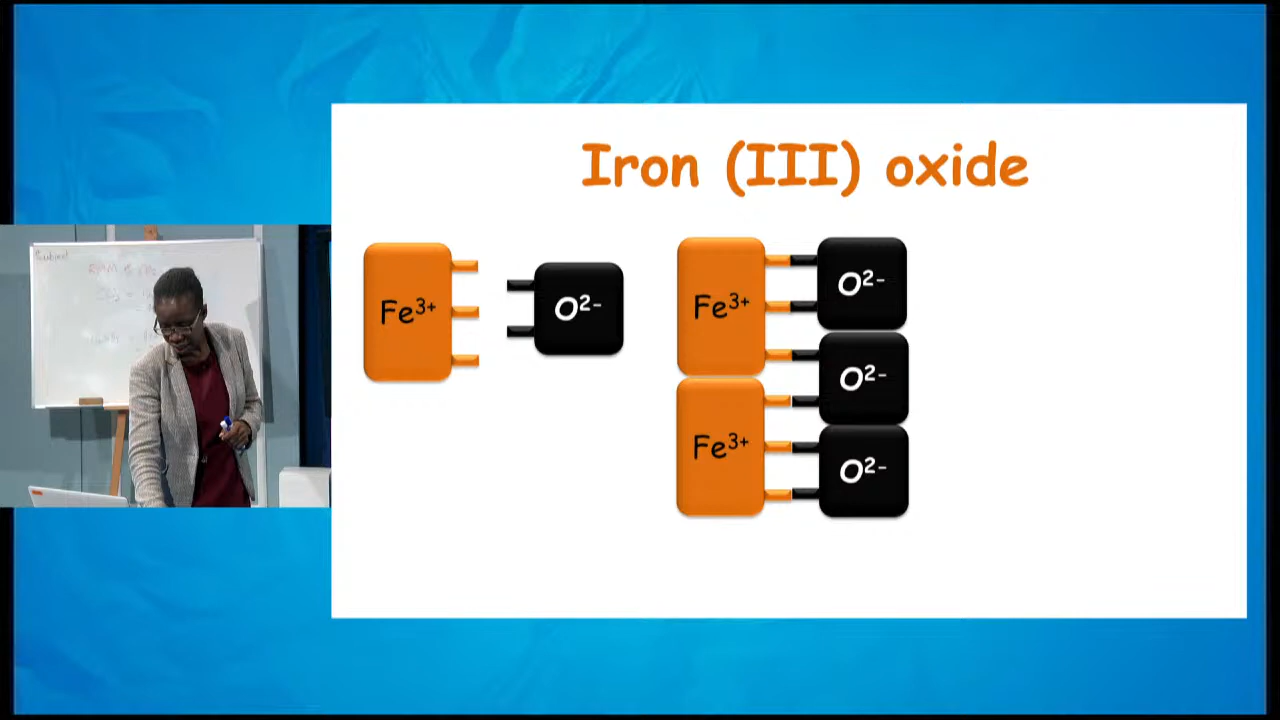 Iron (III) oxide
Fe³⁺
O²⁻
Fe³⁺
O²⁻
O²⁻
Fe³⁺
O²⁻